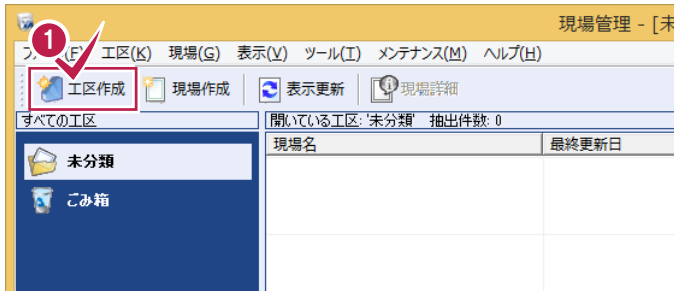 現場管理 - [未
1
フ (F) 工区(K) 現場(G) 表示(V) ツール(T) メンテナンス(M) ヘルプ(H)
工区作成 現場作成 表示更新 現場詳細
すべての工区 開いている工区: '未分類' 抽出件数: 0
現場名 最終更新日
未分類
ごみ箱